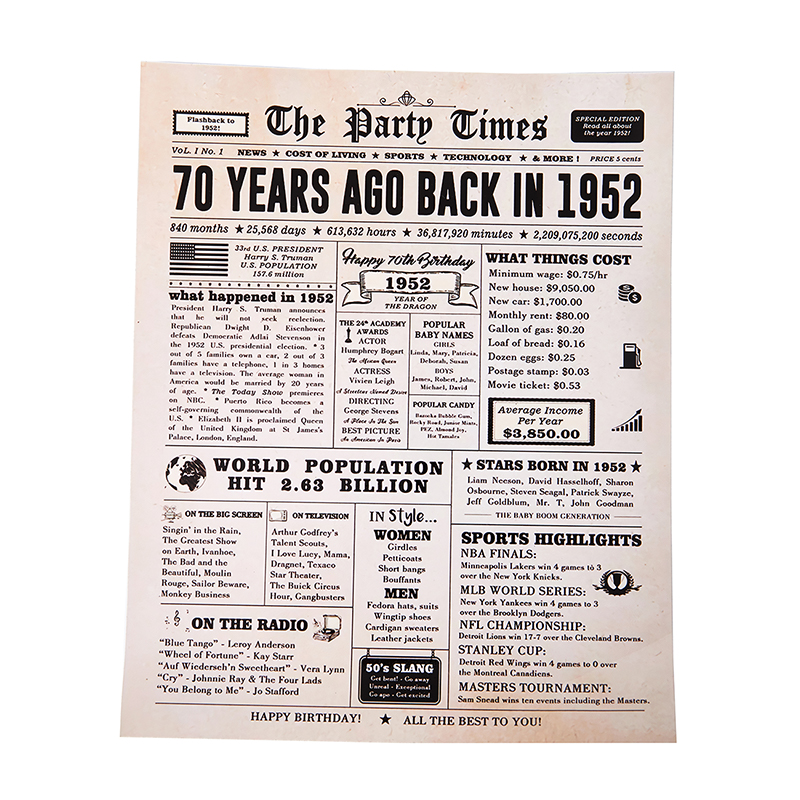 Flashback to
1952!
The Party Times
SPECIAL EDITION
Read all about
the year 1952!
VOL. 1 No. 1
NEWS ★ COST OF LIVING ★ SPORTS ★ TECHNOLOGY ★ & MORE !
PRICE 5 cents
70 YEARS AGO BACK IN 1952
840 months ★ 25,568 days ★ 613,632 hours ★ 36,817,920 minutes ★ 2,209,075,200 seconds
33rd U.S. PRESIDENT
Harry S. Truman
U.S. POPULATION
157.6 million
what happened in 1952
President Harry S. Truman announces
that he will not seek reelection.
Republican Dwight D. Eisenhower
defeats Democratic Adlai Stevenson in
the 1952 U.S. presidential election. * 3
out of 5 families own a car, 2 out of 3
families have a telephone, 1 in 3 homes
have a television. The average woman in
America would be married by 20 years
of age. * The Today Show premieres
on NBC. * Puerto Rico becomes a
self-governing commonwealth of the
U.S. * Elizabeth II is proclaimed Queen
of the United Kingdom at St James's
Palace, London, England.
Happy 70th Birthday
1952
YEAR OF
THE DRAGON
THE 24th ACADEMY
AWARDS
ACTOR
Humphrey Bogart
The African Queen
ACTRESS
Vivien Leigh
A Streetcar Named Desire
DIRECTING
George Stevens
A Place In The Sun
BEST PICTURE
An American In Paris
POPULAR
BABY NAMES
GIRLS
Linda, Mary, Patricia,
Deborah, Susan
BOYS
James, Robert, John,
Michael, David
POPULAR CANDY
Bazooka Bubble Gum,
Rocky Road, Junior Mints,
PEZ, Almond Joy,
Hot Tamales
WHAT THINGS COST
Minimum wage: $0.75/hr
New house: $9,050.00
New car: $1,700.00
Monthly rent: $80.00
Gallon of gas: $0.20
Loaf of bread: $0.16
Dozen eggs: $0.25
Postage stamp: $0.03
Movie ticket: $0.53
Average Income
Per Year
$3,850.00
WORLD POPULATION
HIT 2.63 BILLION
★ STARS BORN IN 1952 ★
Liam Neeson, David Hasselhoff, Sharon
Osbourne, Steven Seagal, Patrick Swayze,
Jeff Goldblum, Mr. T, John Goodman
THE BABY BOOM GENERATION
ON THE BIG SCREEN
Singin' in the Rain,
The Greatest Show
on Earth, Ivanhoe,
The Bad and the
Beautiful, Moulin
Rouge, Sailor Beware,
Monkey Business
ON TELEVISION
Arthur Godfrey's
Talent Scouts,
I Love Lucy, Mama,
Dragnet, Texaco
Star Theater,
The Buick Circus
Hour, Gangbusters
IN Style...
WOMEN
Girdles
Petticoats
Short bangs
Bouffants
MEN
Fedora hats, suits
Wingtip shoes
Cardigan sweaters
Leather jackets
SPORTS HIGHLIGHTS
NBA FINALS:
Minneapolis Lakers win 4 games to 3
over the New York Knicks.
MLB WORLD SERIES:
New York Yankees win 4 games to 3
over the Brooklyn Dodgers.
NFL CHAMPIONSHIP:
Detroit Lions win 17-7 over the Cleveland Browns.
STANLEY CUP:
Detroit Red Wings win 4 games to 0 over
the Montreal Canadiens.
MASTERS TOURNAMENT:
Sam Snead wins ten events including the Masters.
ON THE RADIO
"Blue Tango" - Leroy Anderson
"Wheel of Fortune" - Kay Starr
"Auf Wiederseh'n Sweetheart" - Vera Lynn
"Cry" - Johnnie Ray & The Four Lads
"You Belong to Me" - Jo Stafford
50's SLANG
Get bent! - Go away
Unreal - Exceptional
Go ape - Get excited
HAPPY BIRTHDAY! ★ ALL THE BEST TO YOU!